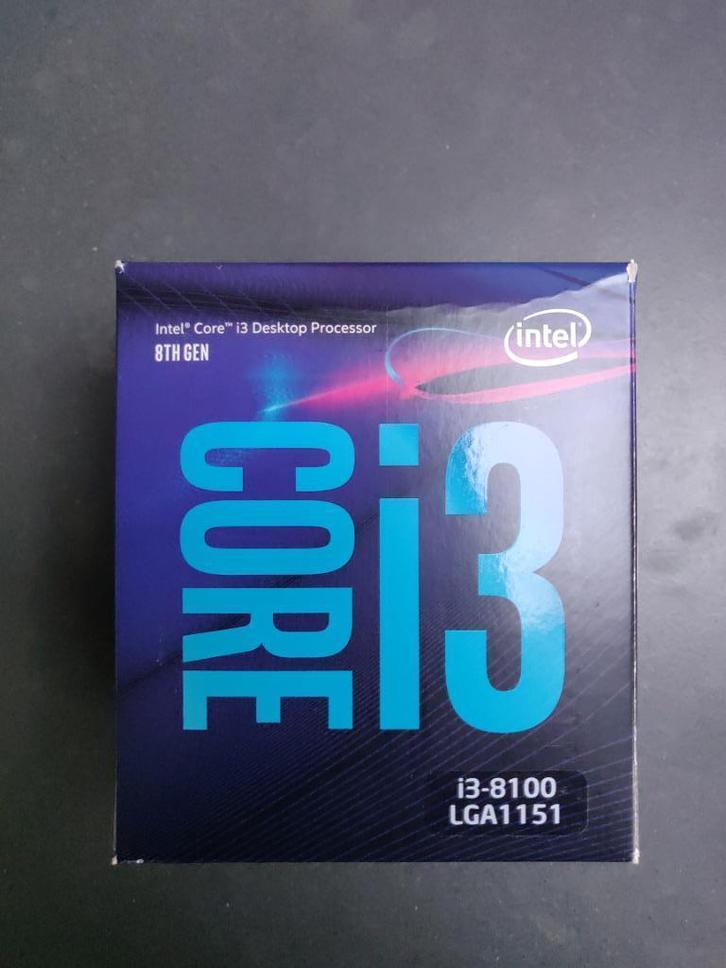 Intel® Core™ i3 Desktop Processor
8TH GEN
intel
CORE i3
i3-8100
LGA1151